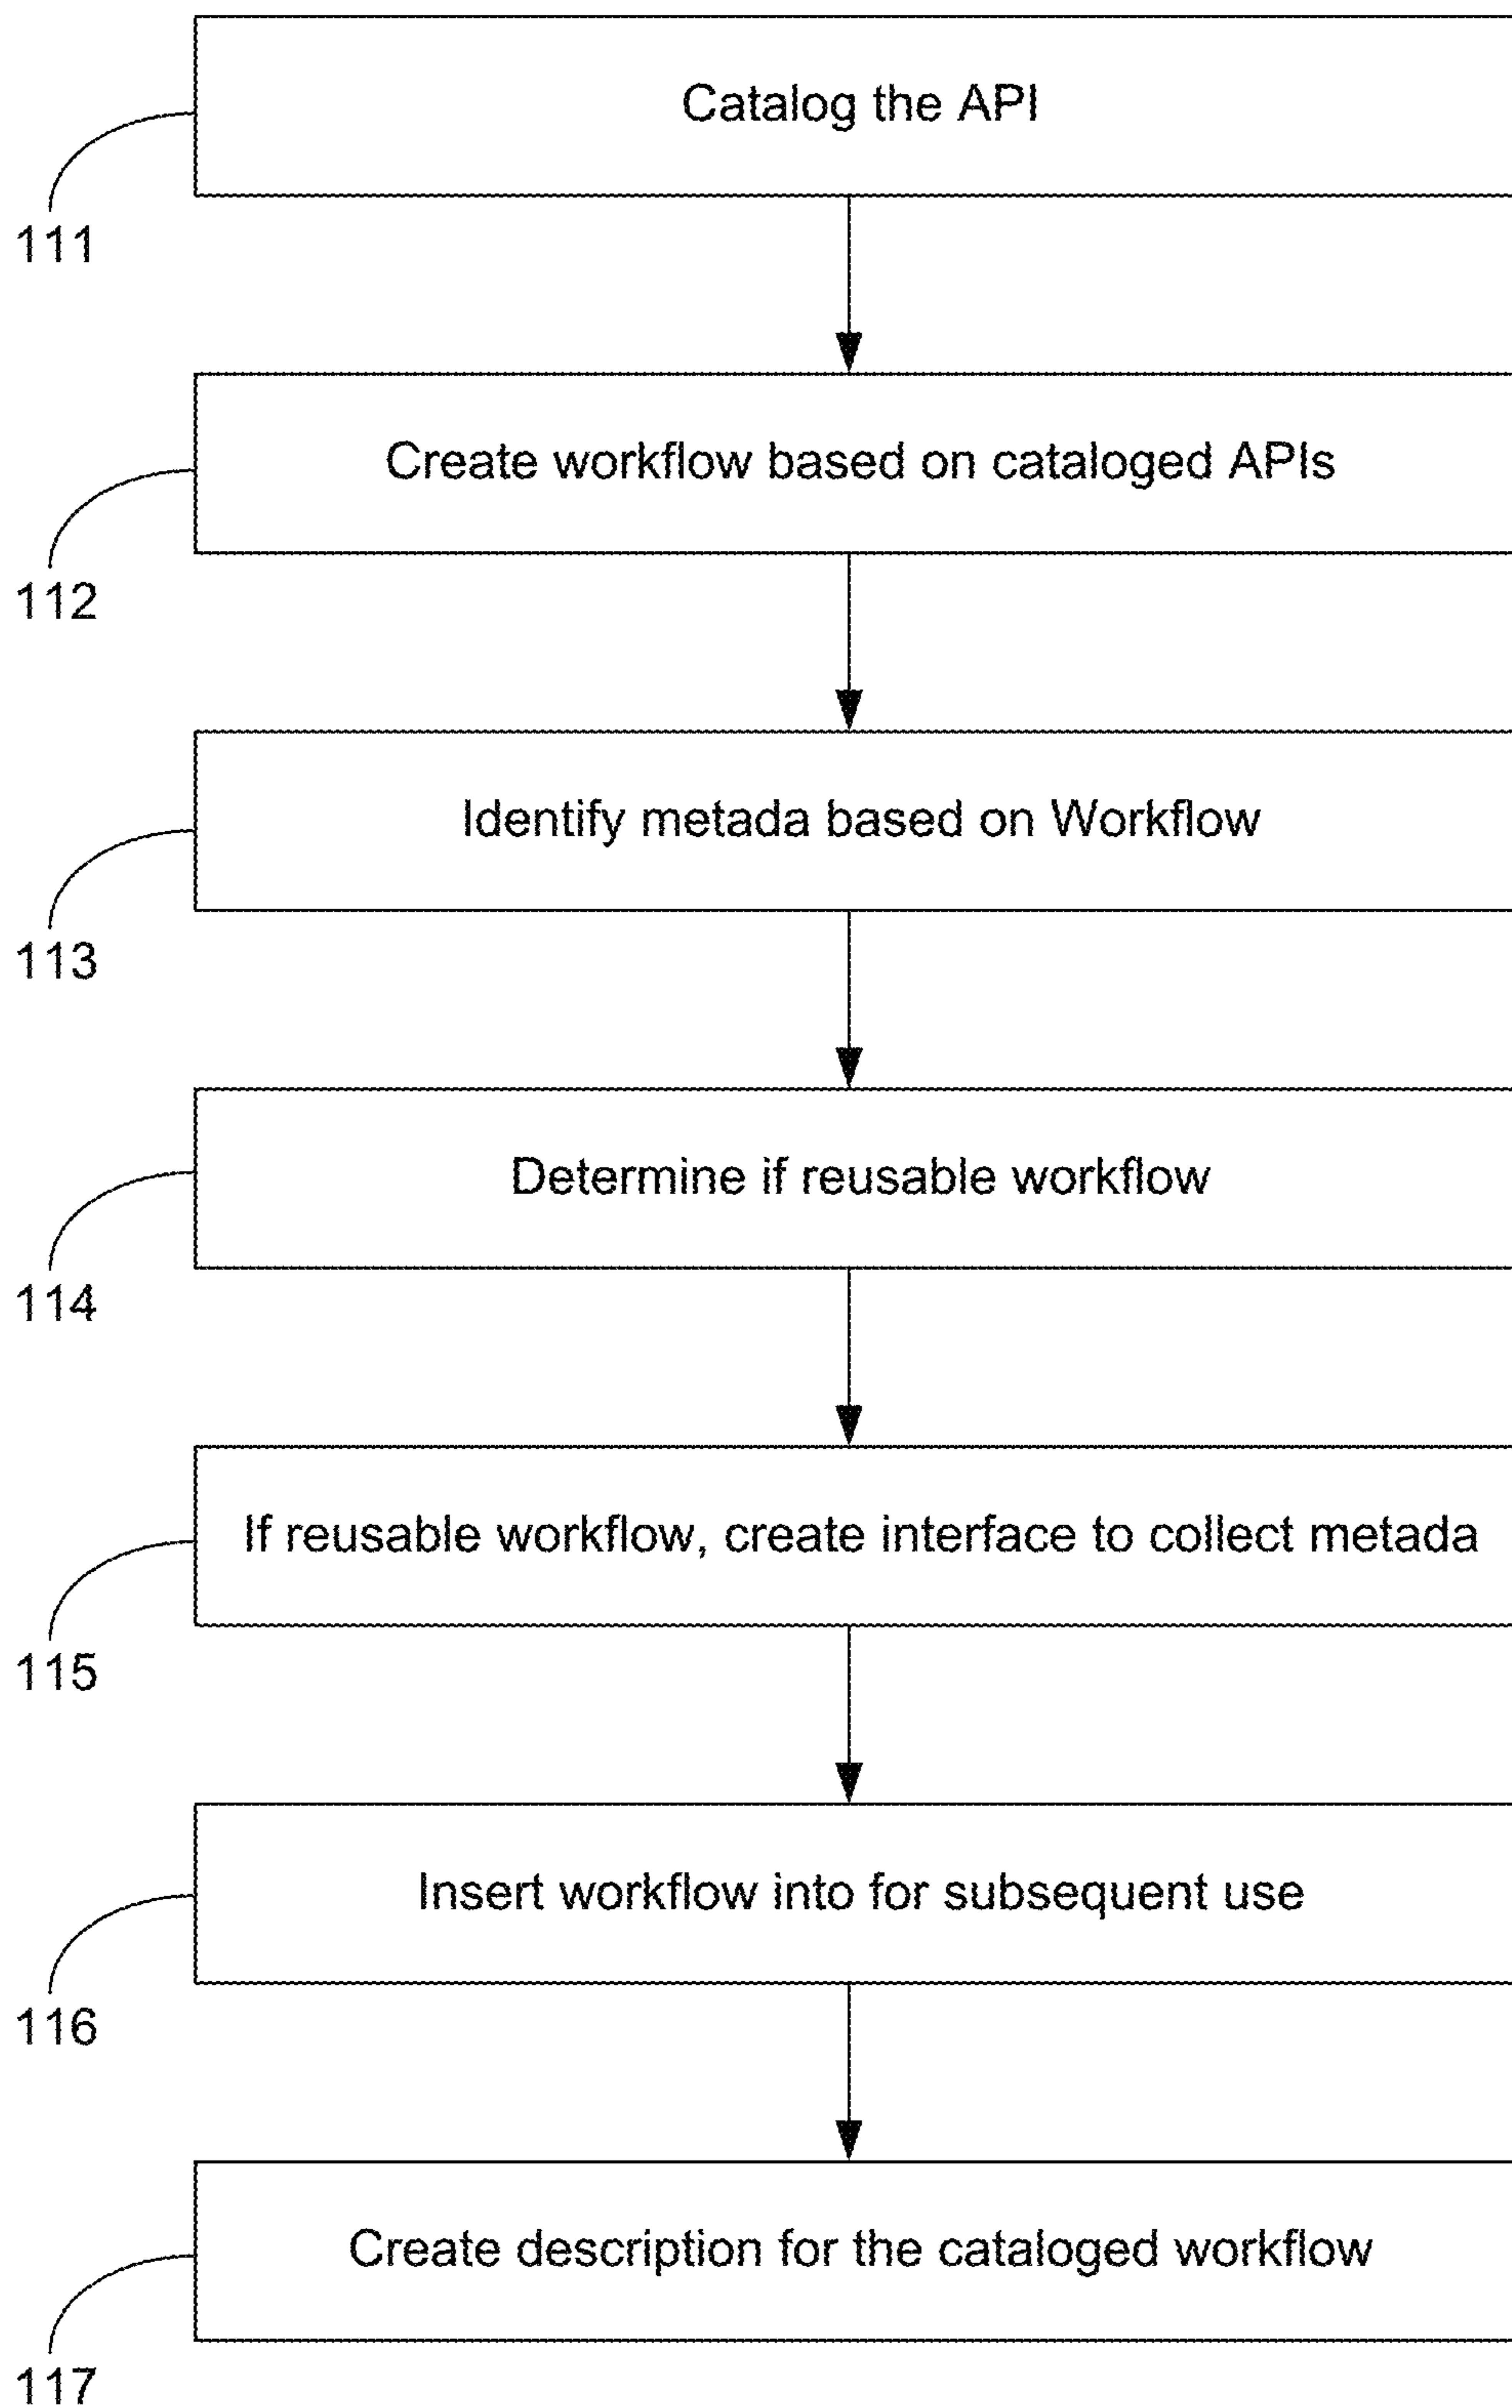 Catalog the API
111
Create workflow based on cataloged APIs
112
Identify metada based on Workflow
113
Determine if reusable workflow
114
If reusable workflow, create interface to collect metada
115
Insert workflow into for subsequent use
116
Create description for the cataloged workflow
117